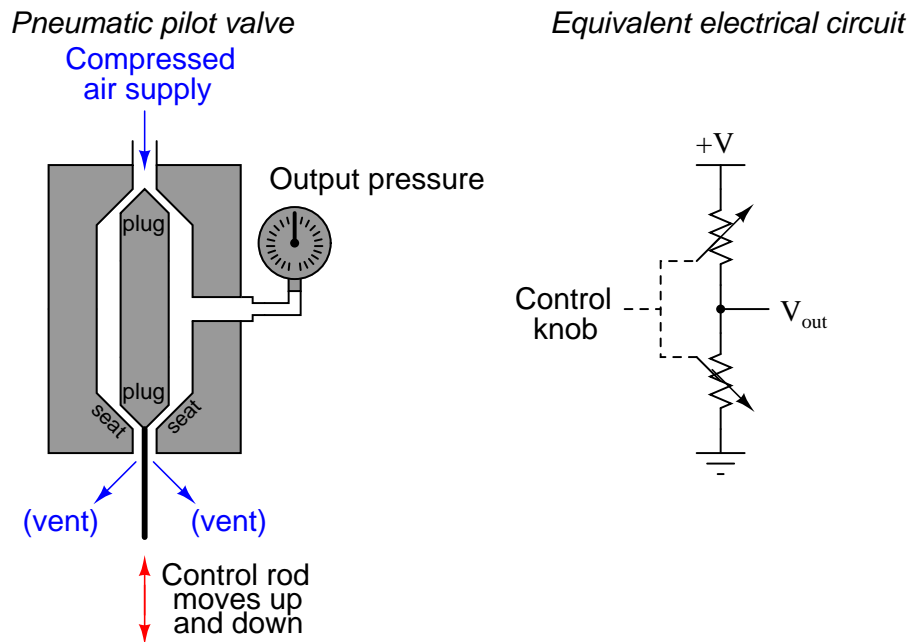 Pneumatic pilot valve
Equivalent electrical circuit
Compressed
air supply
Output pressure
plug
plug
seat
seat
(vent)
(vent)
Control rod
moves up
and down
+V
Control
knob
Vout